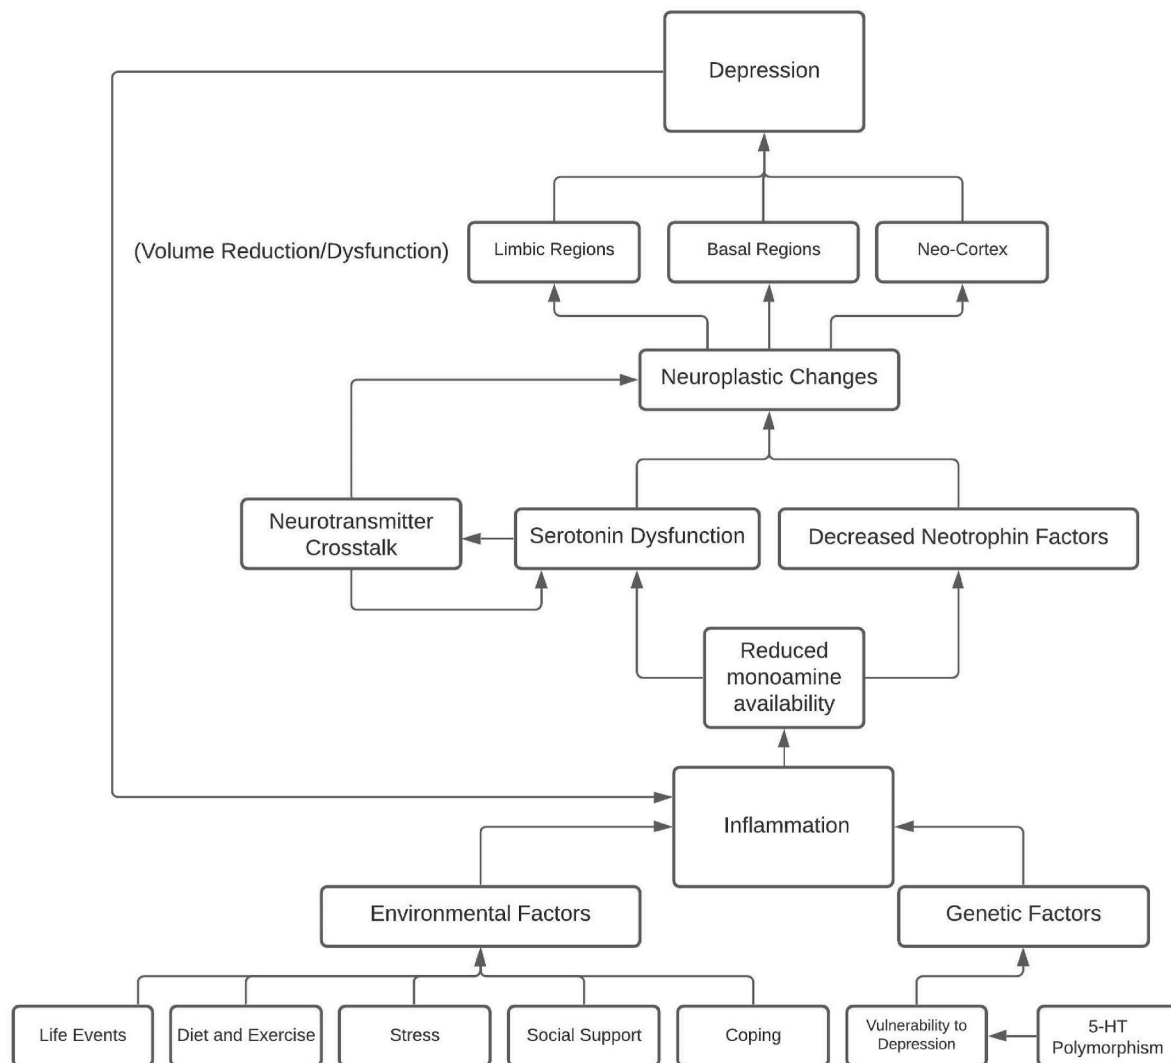 Depression
(Volume Reduction/Dysfunction)
Limbic Regions
Basal Regions
Neo-Cortex
Neuroplastic Changes
Neurotransmitter
Crosstalk
Serotonin Dysfunction
Decreased Neotrophin Factors
Reduced
monoamine
availability
Inflammation
Environmental Factors
Genetic Factors
Life Events
Diet and Exercise
Stress
Social Support
Coping
Vulnerability to
Depression
5-HT
Polymorphism